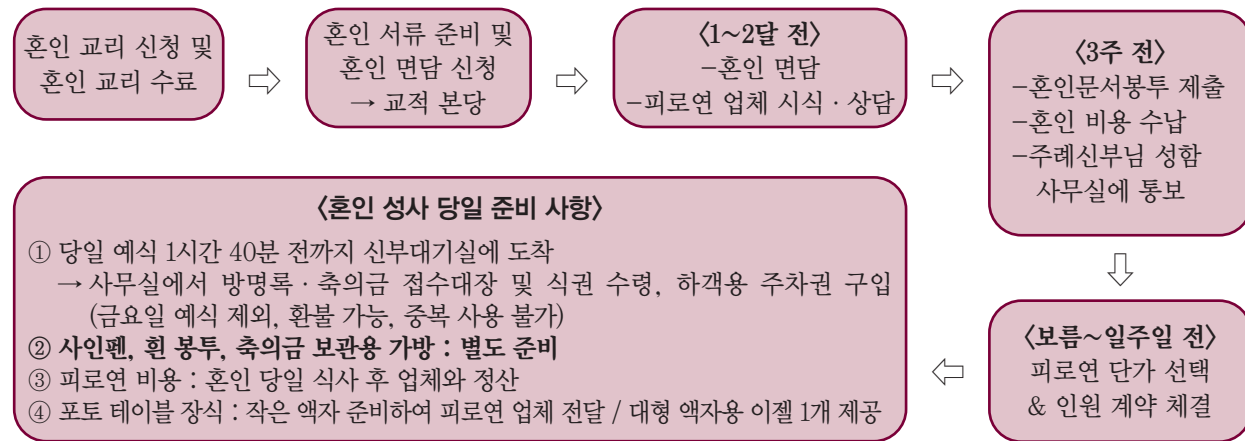 혼인 교리 신청 및
혼인 교리 수료
⇨
혼인 서류 준비 및
혼인 면담 신청
→ 교적 본당
⇨
〈1~2달 전〉
-혼인 면담
-피로연 업체 시식 · 상담
⇨
〈3주 전〉
-혼인문서봉투 제출
-혼인 비용 수납
-주례신부님 성함
사무실에 통보
⇩
〈보름~일주일 전〉
피로연 단가 선택
& 인원 계약 체결
⇦
〈혼인 성사 당일 준비 사항〉
① 당일 예식 1시간 40분 전까지 신부대기실에 도착
→ 사무실에서 방명록 · 축의금 접수대장 및 식권 수령, 하객용 주차권 구입
(금요일 예식 제외, 환불 가능, 중복 사용 불가)
② 사인펜, 흰 봉투, 축의금 보관용 가방 : 별도 준비
③ 피로연 비용 : 혼인 당일 식사 후 업체와 정산
④ 포토 테이블 장식 : 작은 액자 준비하여 피로연 업체 전달 / 대형 액자용 이젤 1개 제공